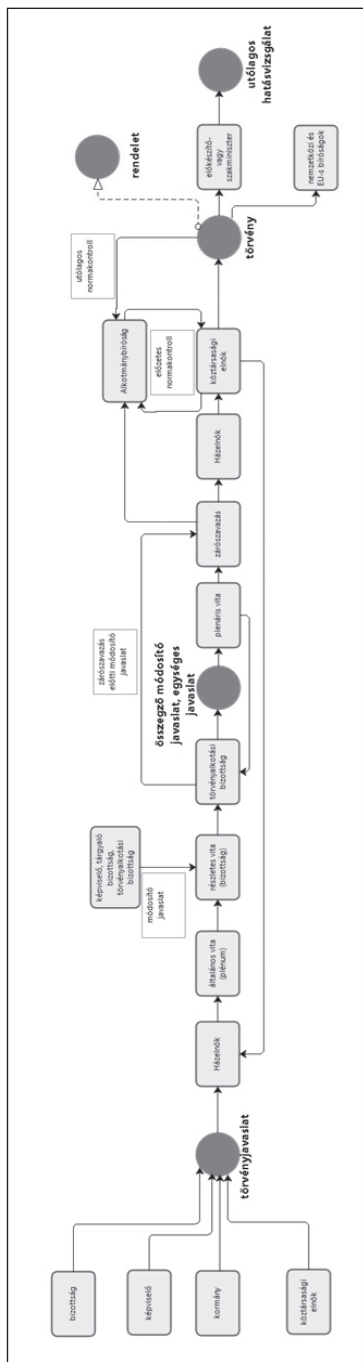 bizottság
képviselő
kormány
köztársasági
elnök
törvényjavaslat
Házelnök
általános vita
(plénum)
képviselő, tárgyaló
bizottság,
törvényalkotási
bizottság
módosító
javaslat
részletes vita
(bizottság)
törvényalkotási
bizottság
zárószavazás
előtti módosító
javaslat
összegző módosító
javaslat, egységes
javaslat
plenáris vita
zárószavazás
Házelnök
Alkotmánybíróság
előzetes
normakontroll
köztársasági
elnök
utólagos
normakontroll
rendelet
törvény
előkészítő-
vagy
szakminiszter
nemzetközi és
EU-s bíróságok
utólagos
hatásvizsgálat